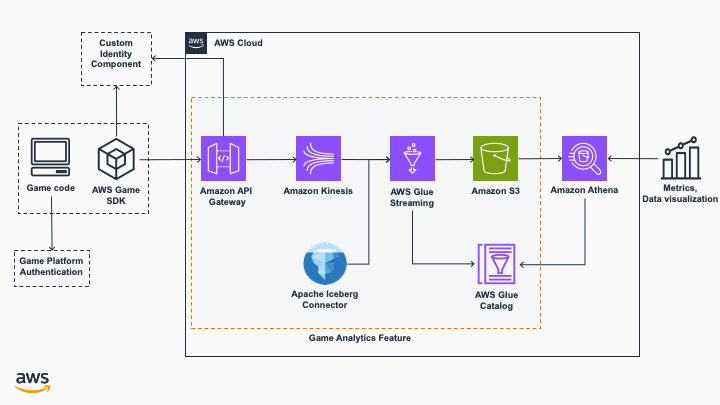 Custom
Identity
Component
aws
AWS Cloud
Game code
AWS Game
SDK
Amazon API
Gateway
Amazon Kinesis
AWS Glue
Streaming
Amazon S3
Amazon Athena
Metrics,
Data visualization
Game Platform
Authentication
Apache Iceberg
Connector
AWS Glue
Catalog
Game Analytics Feature
aws